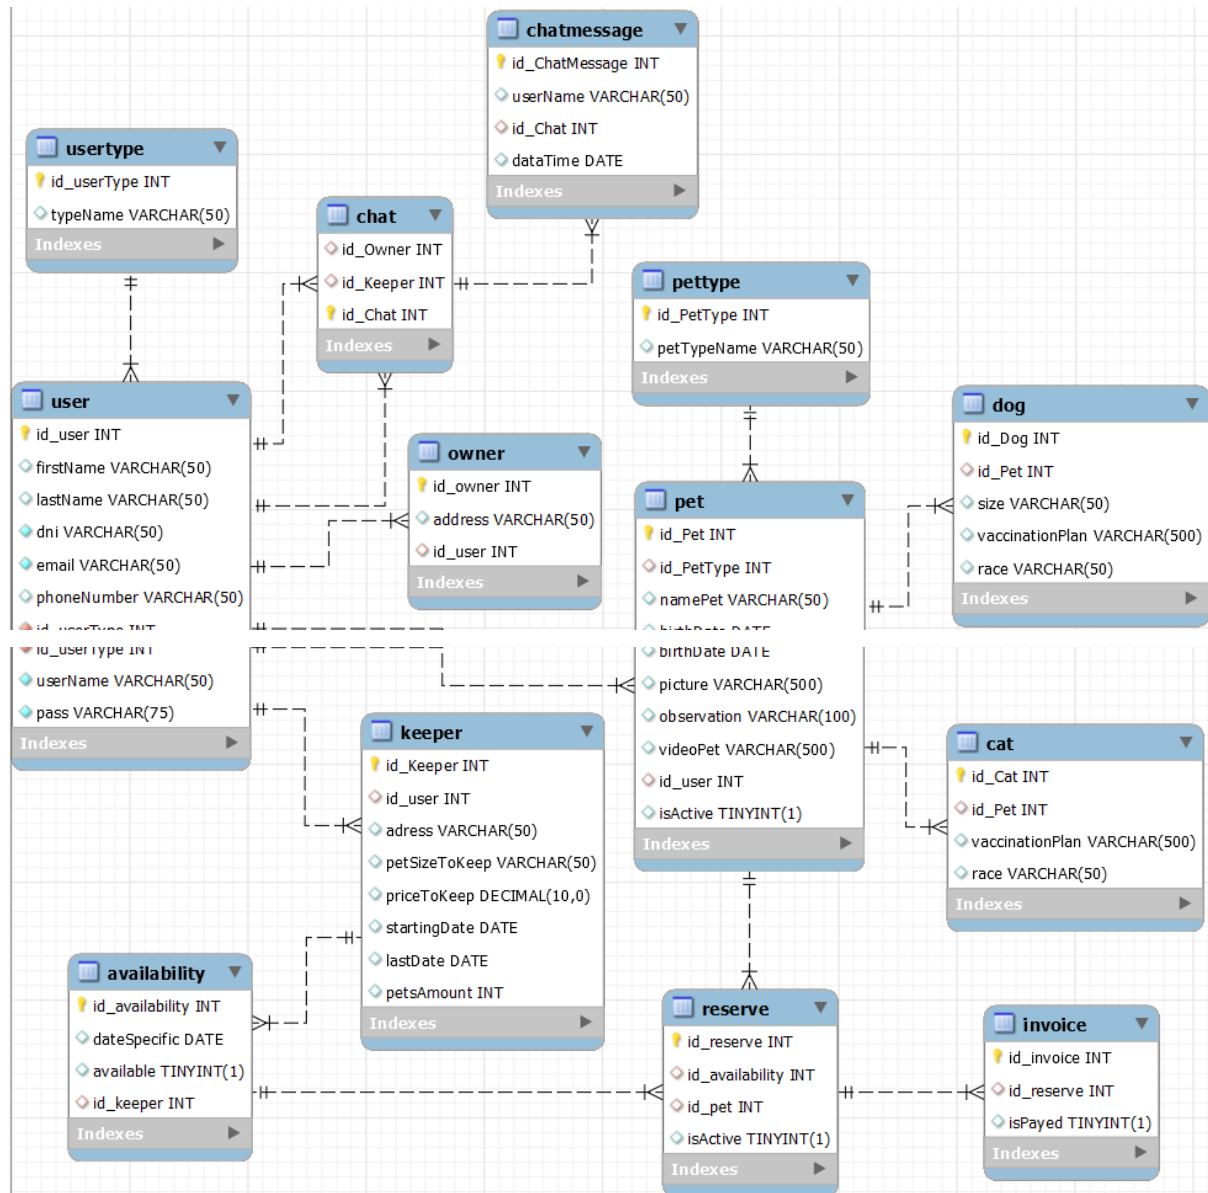 chatmessage
id_ChatMessage INT
userName VARCHAR(50)
id_Chat INT
dataTime DATE
Indexes
usertype
id_userType INT
typeName VARCHAR(50)
Indexes
chat
id_Owner INT
id_Keeper INT
id_Chat INT
Indexes
pettype
id_PetType INT
petTypeName VARCHAR(50)
Indexes
user
id_user INT
firstName VARCHAR(50)
lastName VARCHAR(50)
dni VARCHAR(50)
email VARCHAR(50)
phoneNumber VARCHAR(50)
id_userType INT
id_userType INT
userName VARCHAR(50)
pass VARCHAR(75)
Indexes
owner
id_owner INT
address VARCHAR(50)
id_user INT
Indexes
pet
id_Pet INT
id_PetType INT
namePet VARCHAR(50)
birthDate DATE
birthDate DATE
picture VARCHAR(500)
observation VARCHAR(100)
videoPet VARCHAR(500)
id_user INT
isActive TINYINT(1)
Indexes
dog
id_Dog INT
id_Pet INT
size VARCHAR(50)
vaccinationPlan VARCHAR(500)
race VARCHAR(50)
Indexes
keeper
id_Keeper INT
id_user INT
adress VARCHAR(50)
petSizeToKeep VARCHAR(50)
priceToKeep DECIMAL(10,0)
startingDate DATE
lastDate DATE
petsAmount INT
Indexes
cat
id_Cat INT
id_Pet INT
vaccinationPlan VARCHAR(500)
race VARCHAR(50)
Indexes
availability
id_availability INT
dateSpecific DATE
available TINYINT(1)
id_keeper INT
Indexes
reserve
id_reserve INT
id_availability INT
id_pet INT
isActive TINYINT(1)
Indexes
invoice
id_invoice INT
id_reserve INT
isPayed TINYINT(1)
Indexes